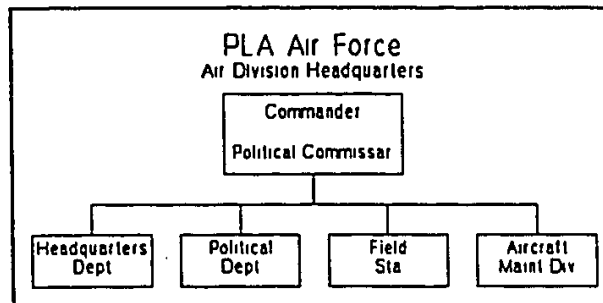 PLA Air Force
Air Division Headquarters
Commander
Political Commissar
Headquarters
Dept
Political
Dept
Field
Sta
Aircraft
Maint Div